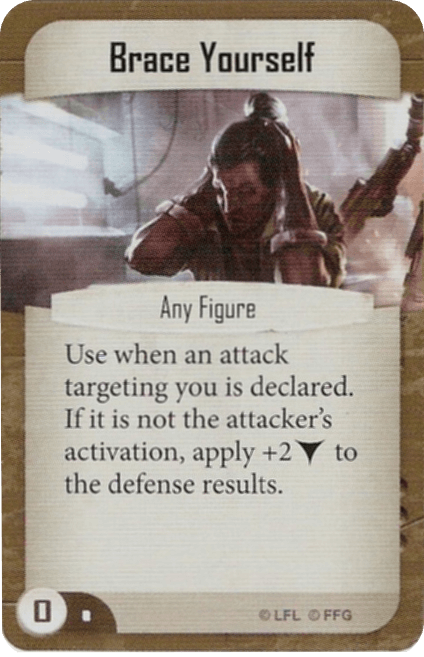 Brace Yourself
Any Figure
Use when an attack
targeting you is declared.
If it is not the attacker's
activation, apply +2 to
the defense results.
0
© LFL © FFG